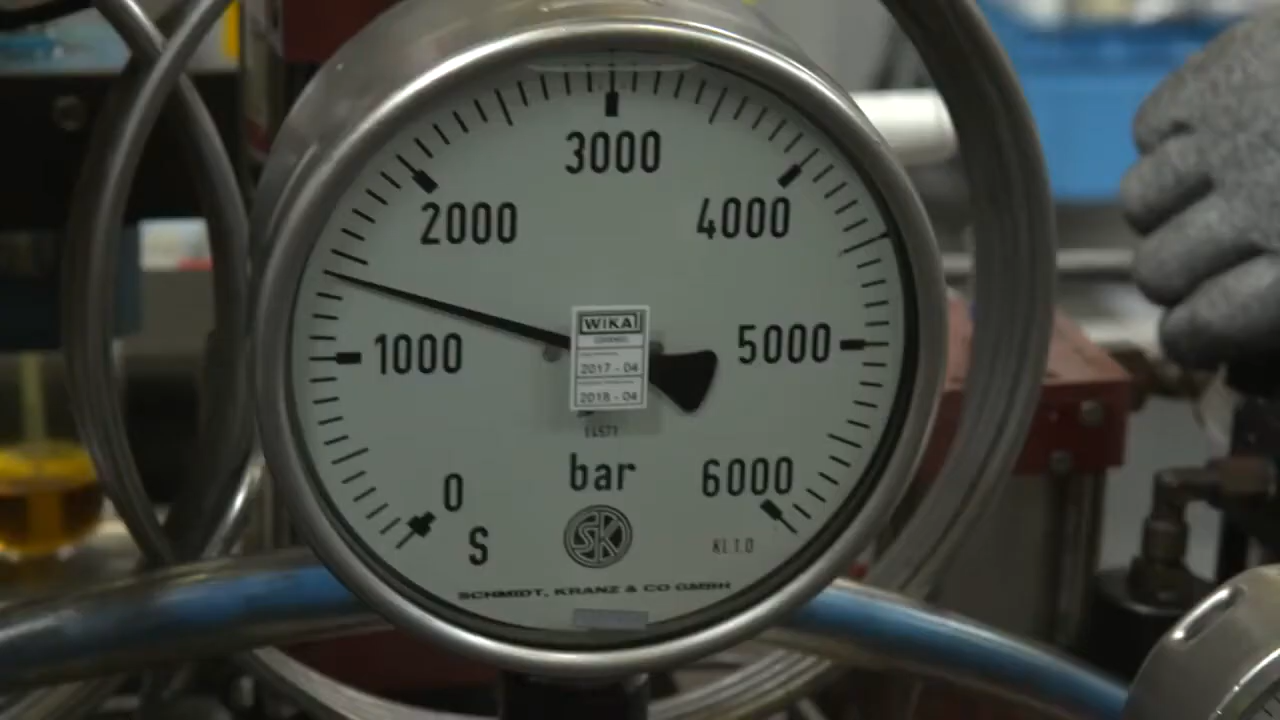 3000
2000
4000
WIKA
1000
5000
2017 - 04
2018 - 04
14571
bar
6000
0
S
SK
KL.1.0
SCHMIDT, KRANZ & CO GMBH